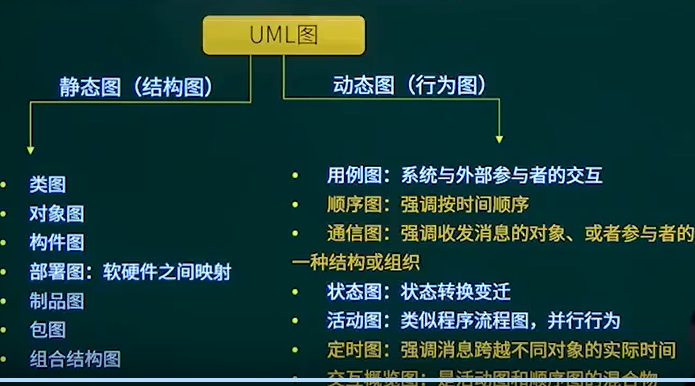 UML图
静态图（结构图）
动态图（行为图）
• 类图
• 对象图
• 构件图
• 部署图：软硬件之间映射
• 制品图
• 包图
• 组合结构图
• 用例图：系统与外部参与者的交互
• 顺序图：强调按时间顺序
• 通信图：强调收发消息的对象、或者参与者的
一种结构或组织
• 状态图：状态转换变迁
• 活动图：类似程序流程图，并行行为
• 定时图：强调消息跨越不同对象的实际时间
• 交互概览图：是活动图和顺序图的混合物